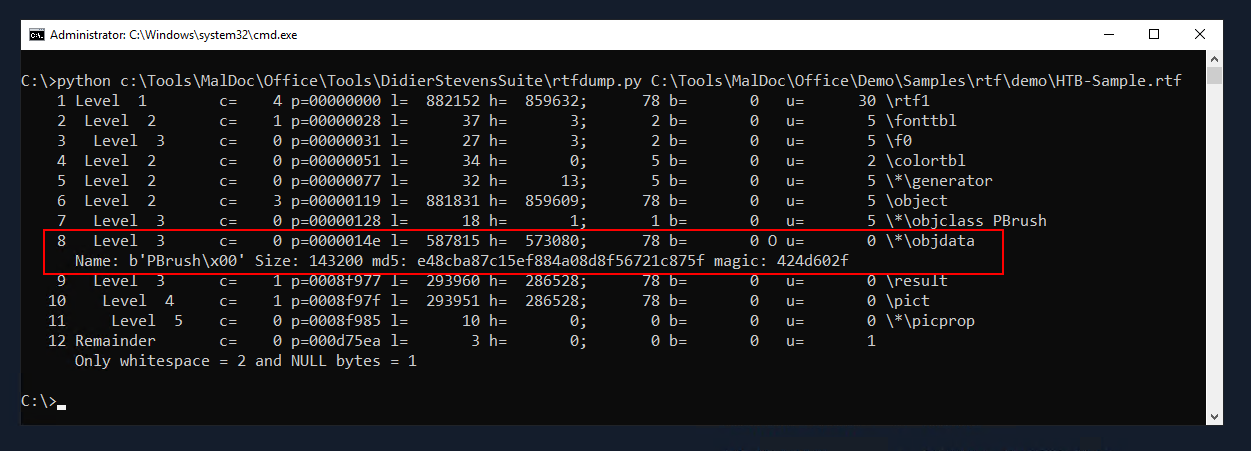 Administrator: C:\Windows\system32\cmd.exe
C:\>python c:\Tools\MalDoc\Office\Tools\DidierStevensSuite\rtfdump.py C:\Tools\MalDoc\Office\Demo\Samples\rtf\demo\HTB-Sample.rtf
1 Level 1 c= 4 p=00000000 l= 882152 h= 859632; 78 b= 0 u= 30 \rtf1
2 Level 2 c= 1 p=00000028 l= 37 h= 3; 2 b= 0 u= 5 \fonttbl
3 Level 3 c= 0 p=00000031 l= 27 h= 3; 2 b= 0 u= 5 \f0
4 Level 2 c= 0 p=00000051 l= 34 h= 0; 5 b= 0 u= 2 \colortbl
5 Level 2 c= 0 p=00000077 l= 32 h= 13; 5 b= 0 u= 5 \*\generator
6 Level 2 c= 3 p=00000119 l= 881831 h= 859609; 78 b= 0 u= 5 \object
7 Level 3 c= 0 p=00000128 l= 18 h= 1; 1 b= 0 u= 5 \*\objclass PBrush
8 Level 3 c= 0 p=0000014e l= 587815 h= 573080; 78 b= 0 O u= 0 \*\objdata
Name: b'PBrush\x00' Size: 143200 md5: e48cba87c15ef884a08d8f56721c875f magic: 424d602f
9 Level 3 c= 1 p=0008f977 l= 293960 h= 286528; 78 b= 0 u= 0 \result
10 Level 4 c= 1 p=0008f97f l= 293951 h= 286528; 78 b= 0 u= 0 \pict
11 Level 5 c= 0 p=0008f985 l= 10 h= 0; 0 b= 0 u= 0 \*\picprop
12 Remainder c= 0 p=000d75ea l= 3 h= 0; 0 b= 0 u= 1
Only whitespace = 2 and NULL bytes = 1
C:\>